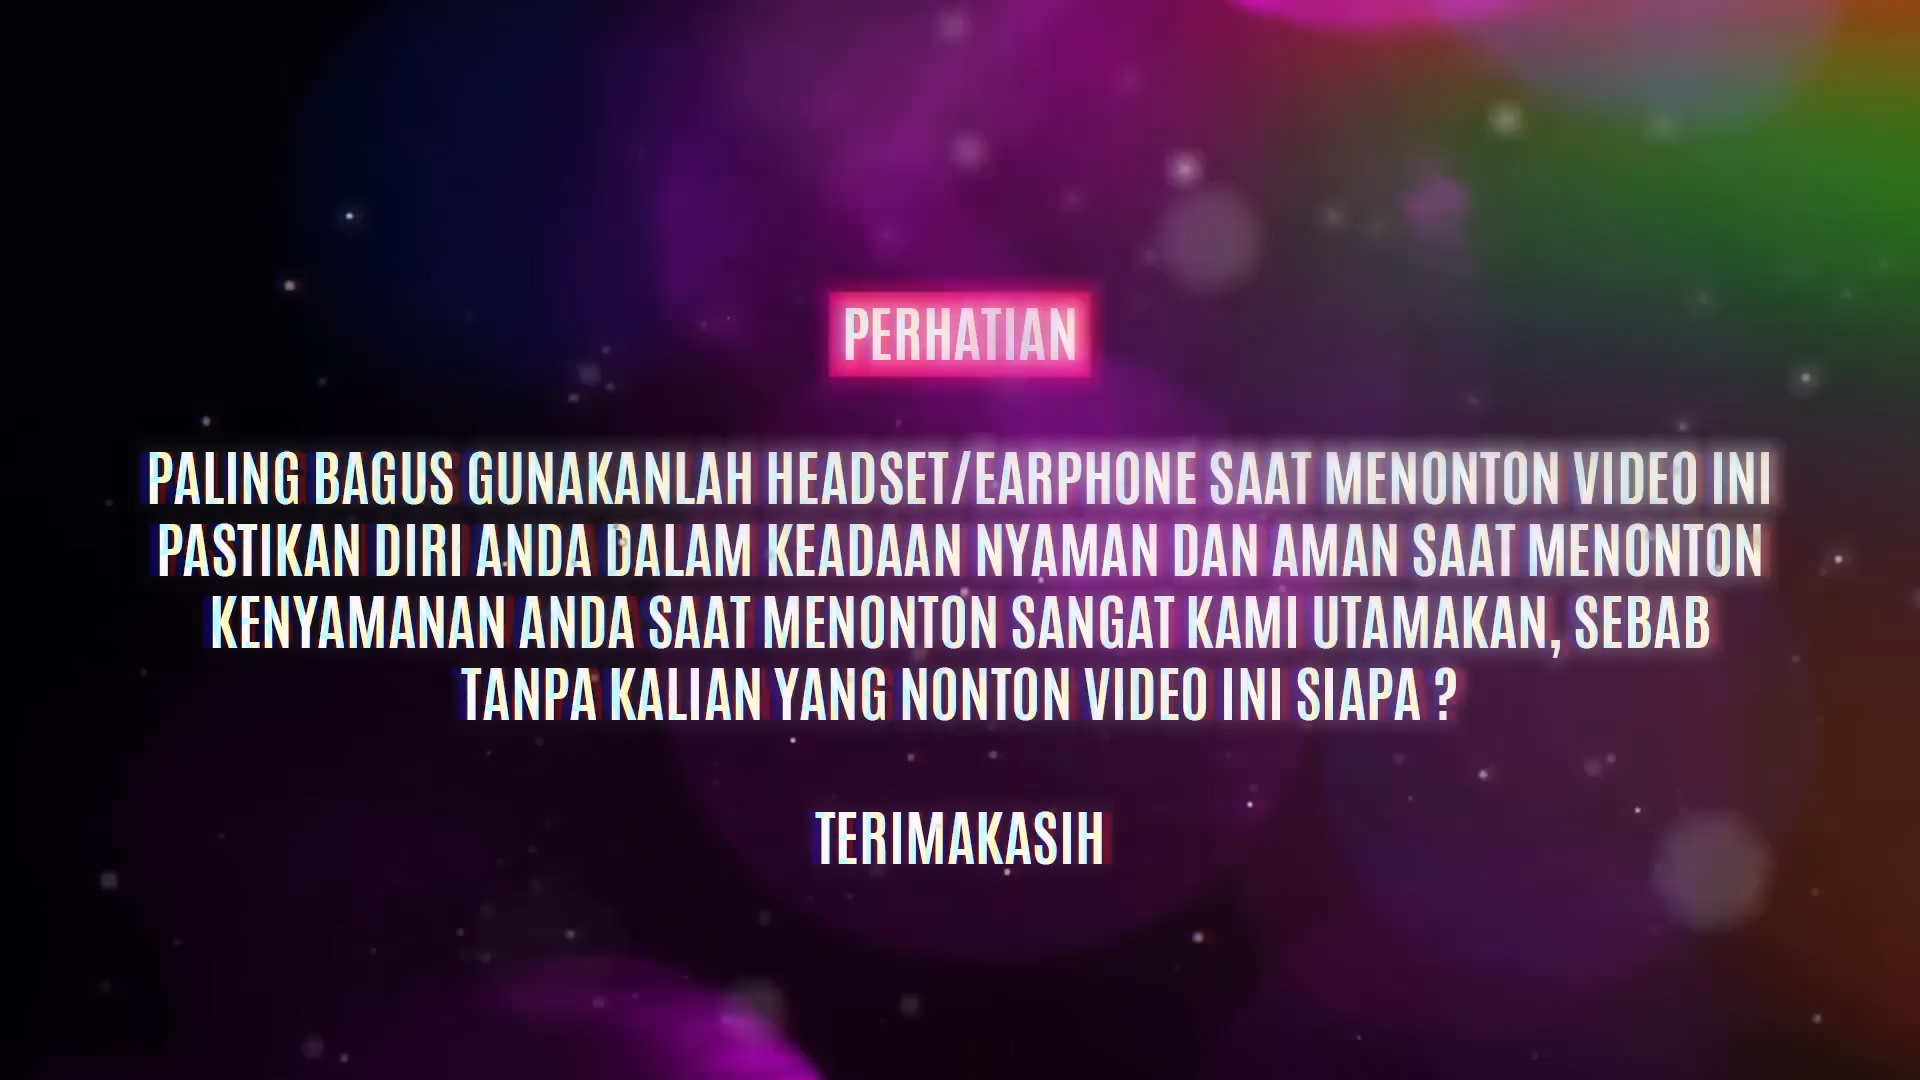 PERHATIAN
PALING BAGUS GUNAKANLAH HEADSET/EARPHONE SAAT MENONTON VIDEO INI
PASTIKAN DIRI ANDA DALAM KEADAAN NYAMAN DAN AMAN SAAT MENONTON
KENYAMANAN ANDA SAAT MENONTON SANGAT KAMI UTAMAKAN, SEBAB
TANPA KALIAN YANG NONTON VIDEO INI SIAPA ?
TERIMAKASIH